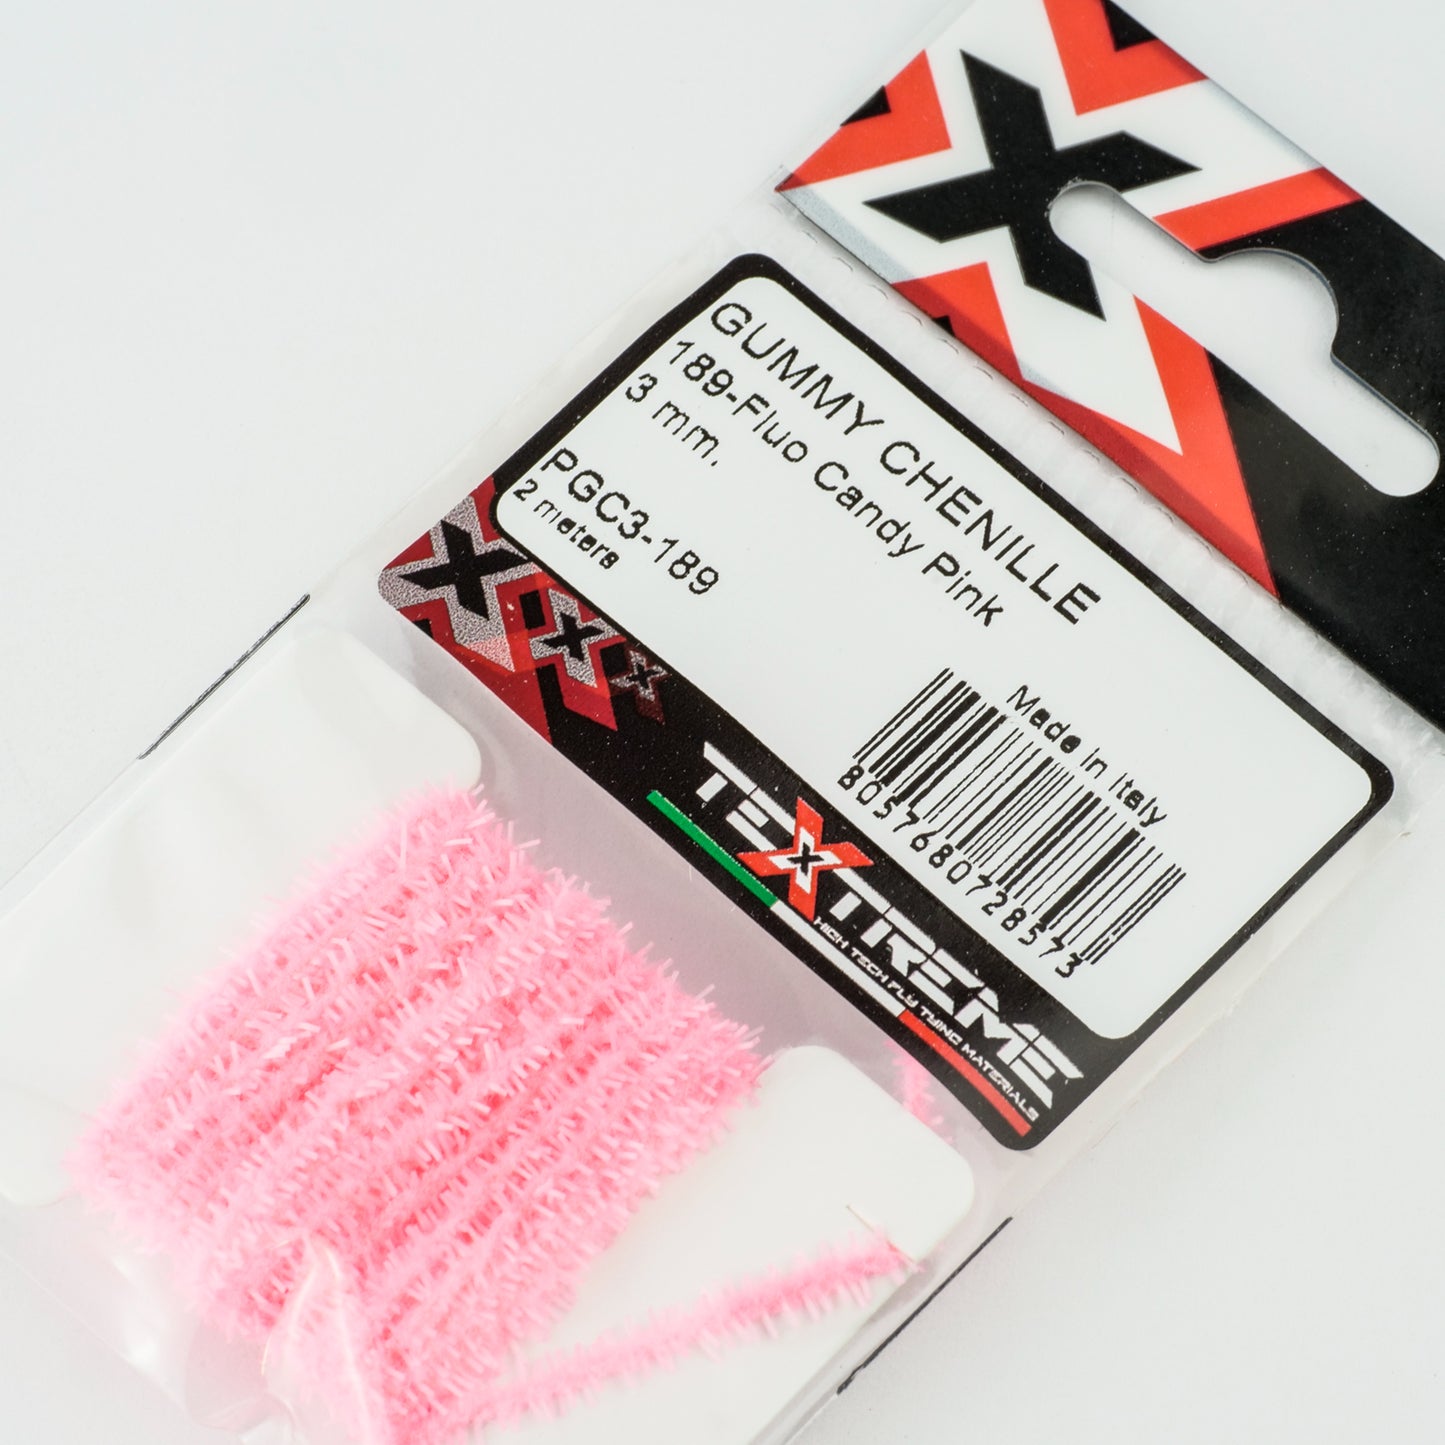 GUMMY CHENILLE
189-Fluo Candy Pink
3 mm.
PGC3-189
2 meters
Made in Italy
8057680728573
TEXTREME
HIGH TECH FLY TYING MATERIALS